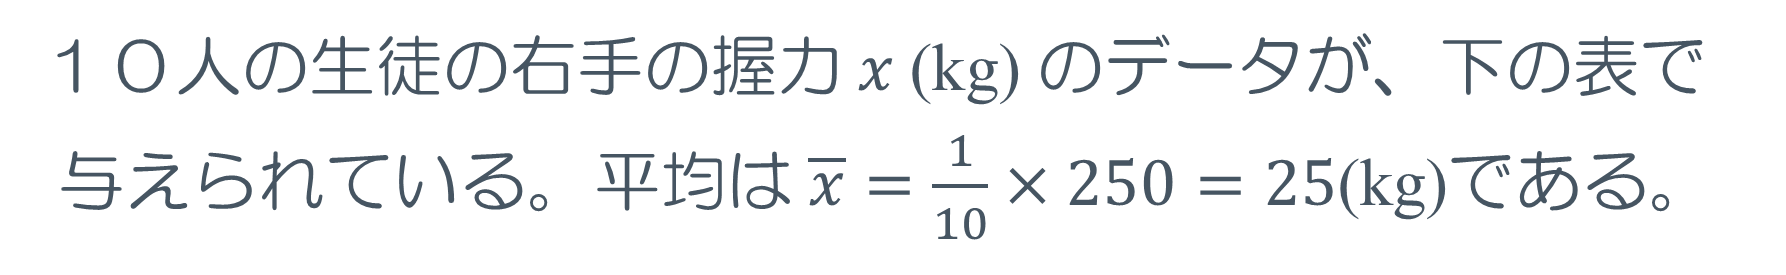 １０人の生徒の右手の握力 x (kg) のデータが、下の表で
与えられている。平均は x̅ = 1/10 × 250 = 25(kg)である。